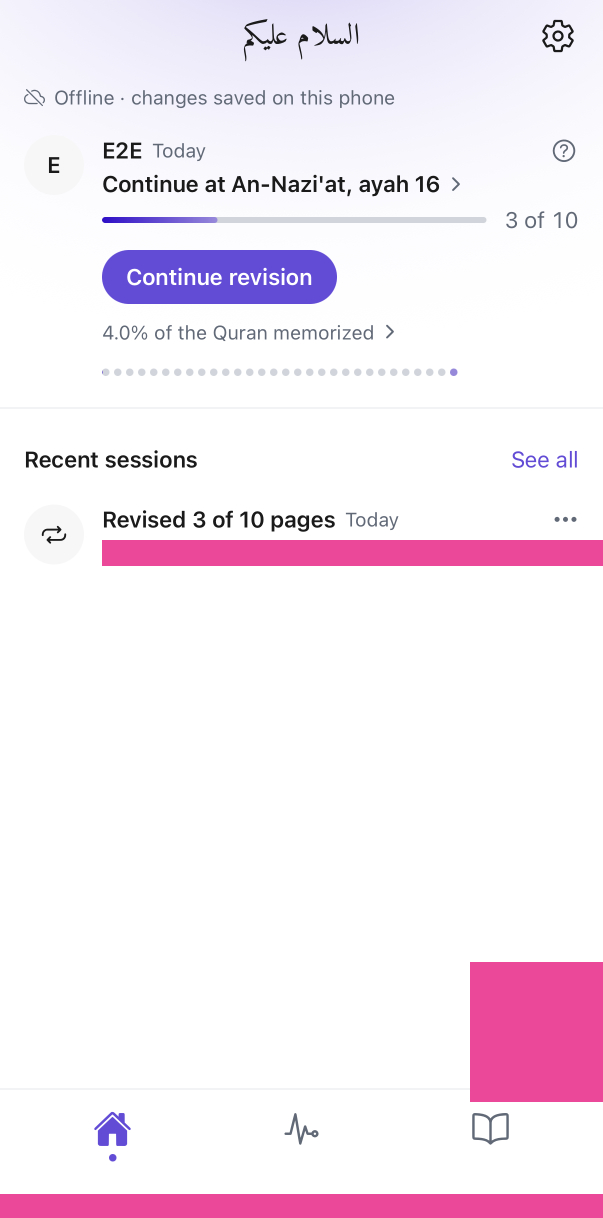 السلام عليكم
Offline · changes saved on this phone
E
E2E Today
Continue at An-Nazi'at, ayah 16
3 of 10
Continue revision
4.0% of the Quran memorized
Recent sessions
See all
Revised 3 of 10 pages Today